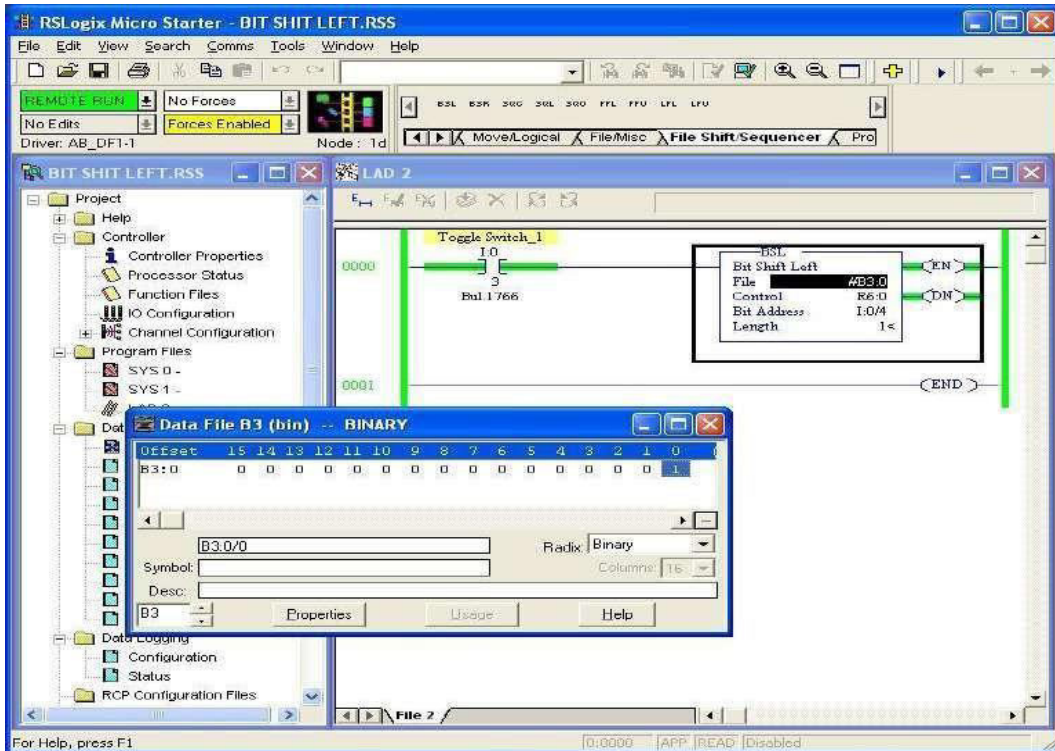 RSLogix Micro Starter - BIT SHIT LEFT.RSS
File Edit View Search Comms Tools Window Help
REMOTE RUN No Forces
No Edits Forces Enabled
Driver: AB_DF1-1 Node : 1d
BSL BSR SQC SQL SQO FFL FFU LFL LFU
Move/Logical File/Misc File Shift/Sequencer Pro
BIT SHIT LEFT.RSS
Project
Help
Controller
Controller Properties
Processor Status
Function Files
IO Configuration
Channel Configuration
Program Files
SYS 0 -
SYS 1 -
Dat
Data Logging
Configuration
Status
RCP Configuration Files
LAD 2
0000
Toggle Switch_1
I:0
3
Bul.1766
BSL
Bit Shift Left
File #B3:0
Control R6:0
Bit Address I:0/4
Length 1<
EN
DN
0001
END
Data File B3 (bin) -- BINARY
Offset 15 14 13 12 11 10 9 8 7 6 5 4 3 2 1 0
B3:0 0 0 0 0 0 0 0 0 0 0 0 0 0 0 0 1
B3:0/0
Radix: Binary
Symbol:
Columns: 16
Desc:
B3 Properties Usage Help
File 2
For Help, press F1
0:0000 APP READ Disabled